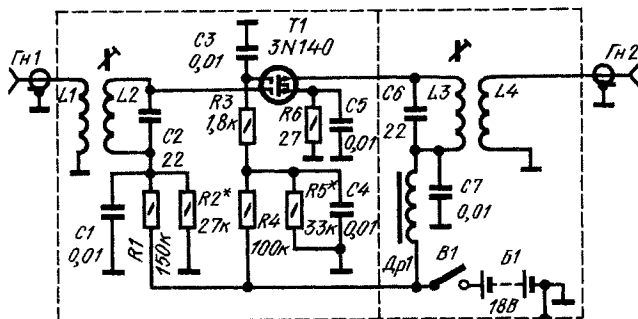 Гн1
L1
L2
C2
22
C3
0,01
T1
3N140
R3
1,8к
R6
27
C5
0,01
C6
22
L3
L4
Гн2
C1
0,01
R1
150к
R2*
27к
R4
100к
R5*
33к
C4
0,01
C7
0,01
Др1
В1
Б1
18В